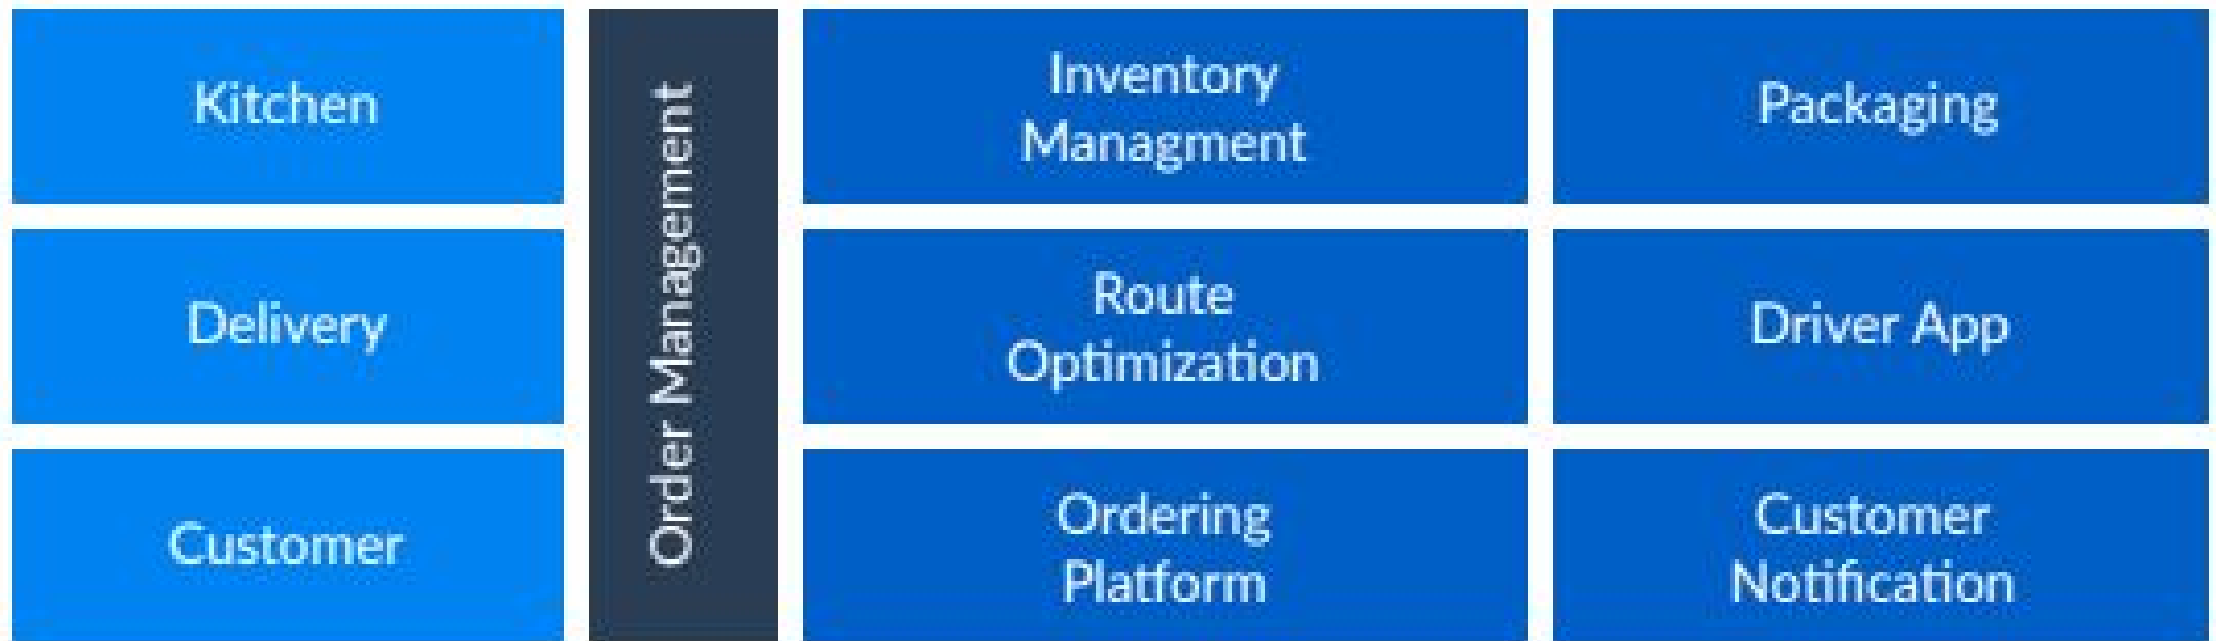 Kitchen
Order Management
Inventory
Managment
Packaging
Delivery
Route
Optimization
Driver App
Customer
Ordering
Platform
Customer
Notification